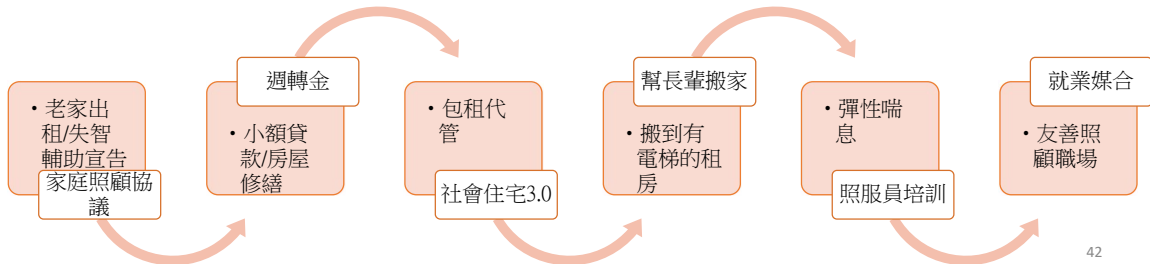 ・老家出
租/失智
輔助宣告
家庭照顧協
議
週轉金
・小額貸
款/房屋
修繕
・包租代
管
社會住宅3.0
幫長輩搬家
・搬到有
電梯的租
房
・彈性喘
息
照服員培訓
就業媒合
・友善照
顧職場
42